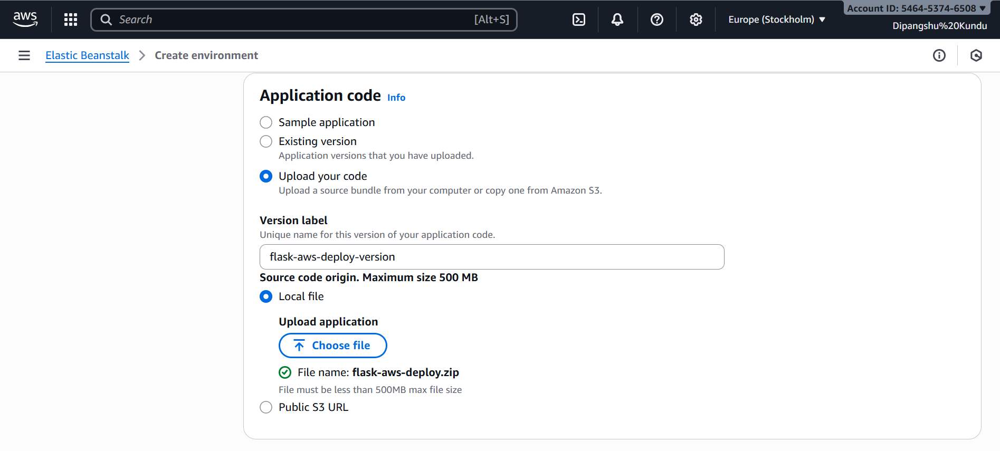 aws
Search
[Alt+S]
Europe (Stockholm)
Account ID: 5464-5374-6508
Dipangshu%20Kundu
Elastic Beanstalk
Create environment
Application code Info
Sample application
Existing version
Application versions that you have uploaded.
Upload your code
Upload a source bundle from your computer or copy one from Amazon S3.
Version label
Unique name for this version of your application code.
flask-aws-deploy-version
Source code origin. Maximum size 500 MB
Local file
Upload application
Choose file
File name: flask-aws-deploy.zip
File must be less than 500MB max file size
Public S3 URL